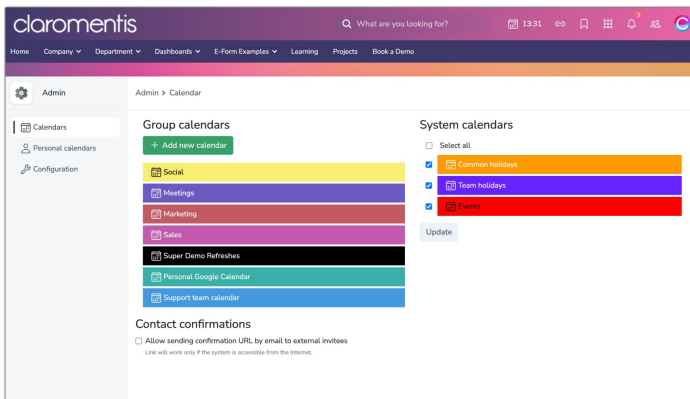 claromentis
What are you looking for?
13:31
3
Home Company Department Dashboards E-Form Examples Learning Projects Book a Demo
Admin
Admin > Calendar
Calendars
Personal calendars
Configuration
Group calendars
+ Add new calendar
Social
Meetings
Marketing
Sales
Super Demo Refreshes
Personal Google Calendar
Support team calendar
System calendars
Select all
Common holidays
Team holidays
Events
Update
Contact confirmations
Allow sending confirmation URL by email to external invitees
Link will work only if the system is accessible from the Internet.